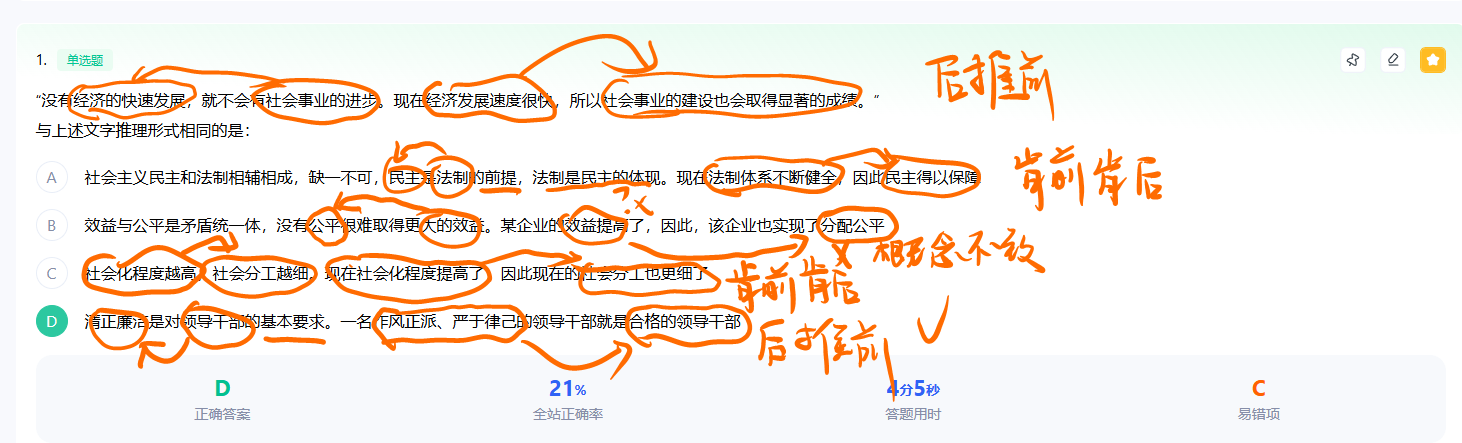 1. 单选题
“没有经济的快速发展，就不会有社会事业的进步。现在经济发展速度很快，所以社会事业的建设也会取得显著的成绩。”
后推前
与上述文字推理形式相同的是：
A 社会主义民主和法制相辅相成，缺一不可，民主是法制的前提，法制是民主的体现。现在法制体系不断健全，因此民主得以保障
肯前肯后
?×
B 效益与公平是矛盾统一体，没有公平很难取得更大的效益。某企业的效益提高了，因此，该企业也实现了分配公平
× 概念不一致
C 社会化程度越高，社会分工越细，现在社会化程度提高了，因此现在的社会分工也更细了
肯前肯后
D 清正廉洁是对领导干部的基本要求。一名作风正派、严于律己的领导干部就是合格的领导干部
后推前 ✓
D 21% 4分5秒 C
正确答案 全站正确率 答题用时 易错项